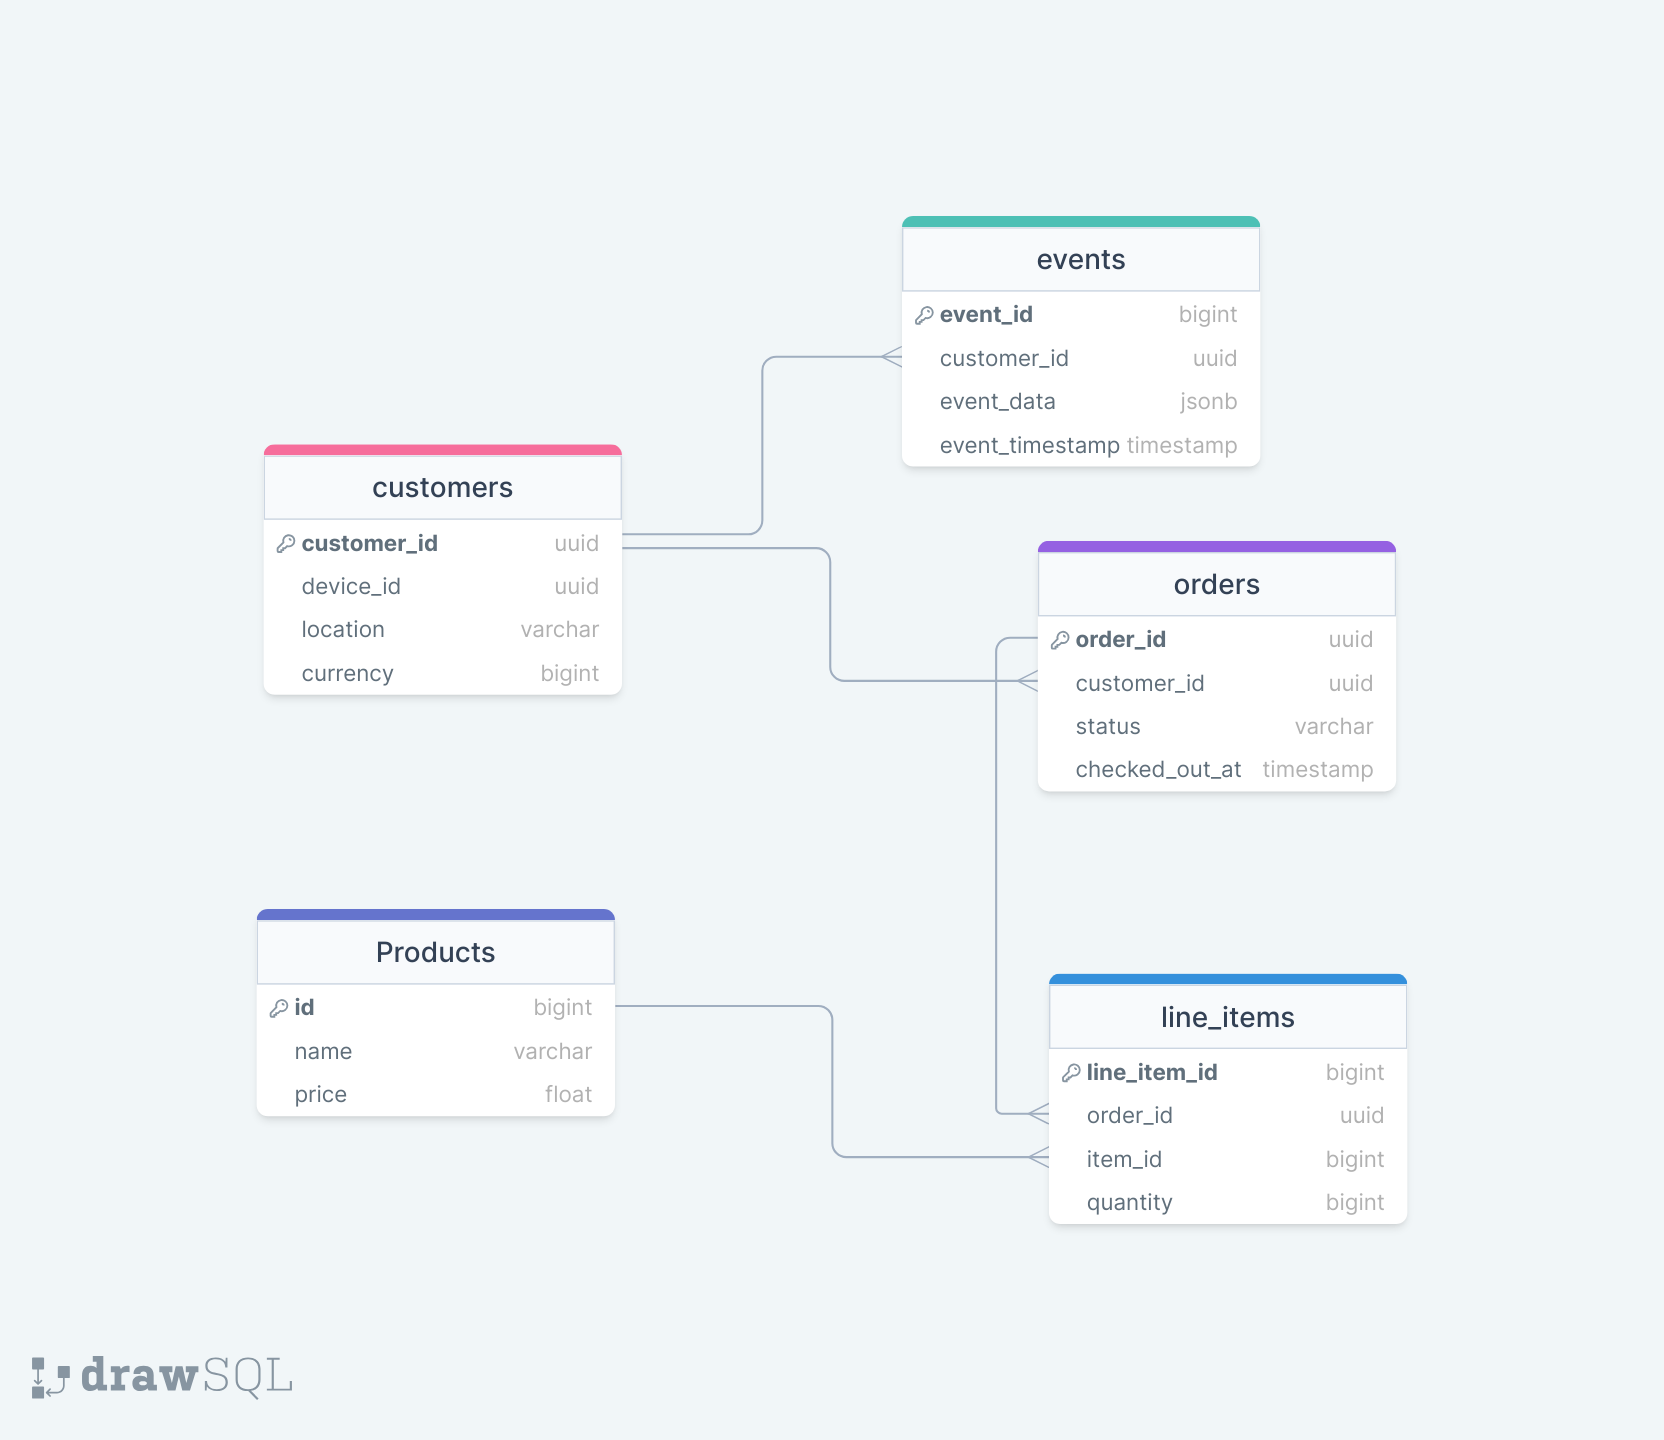 events
event_id bigint
customer_id uuid
event_data jsonb
event_timestamp timestamp
customers
customer_id uuid
device_id uuid
location varchar
currency bigint
orders
order_id uuid
customer_id uuid
status varchar
checked_out_at timestamp
Products
id bigint
name varchar
price float
line_items
line_item_id bigint
order_id uuid
item_id bigint
quantity bigint
drawSQL